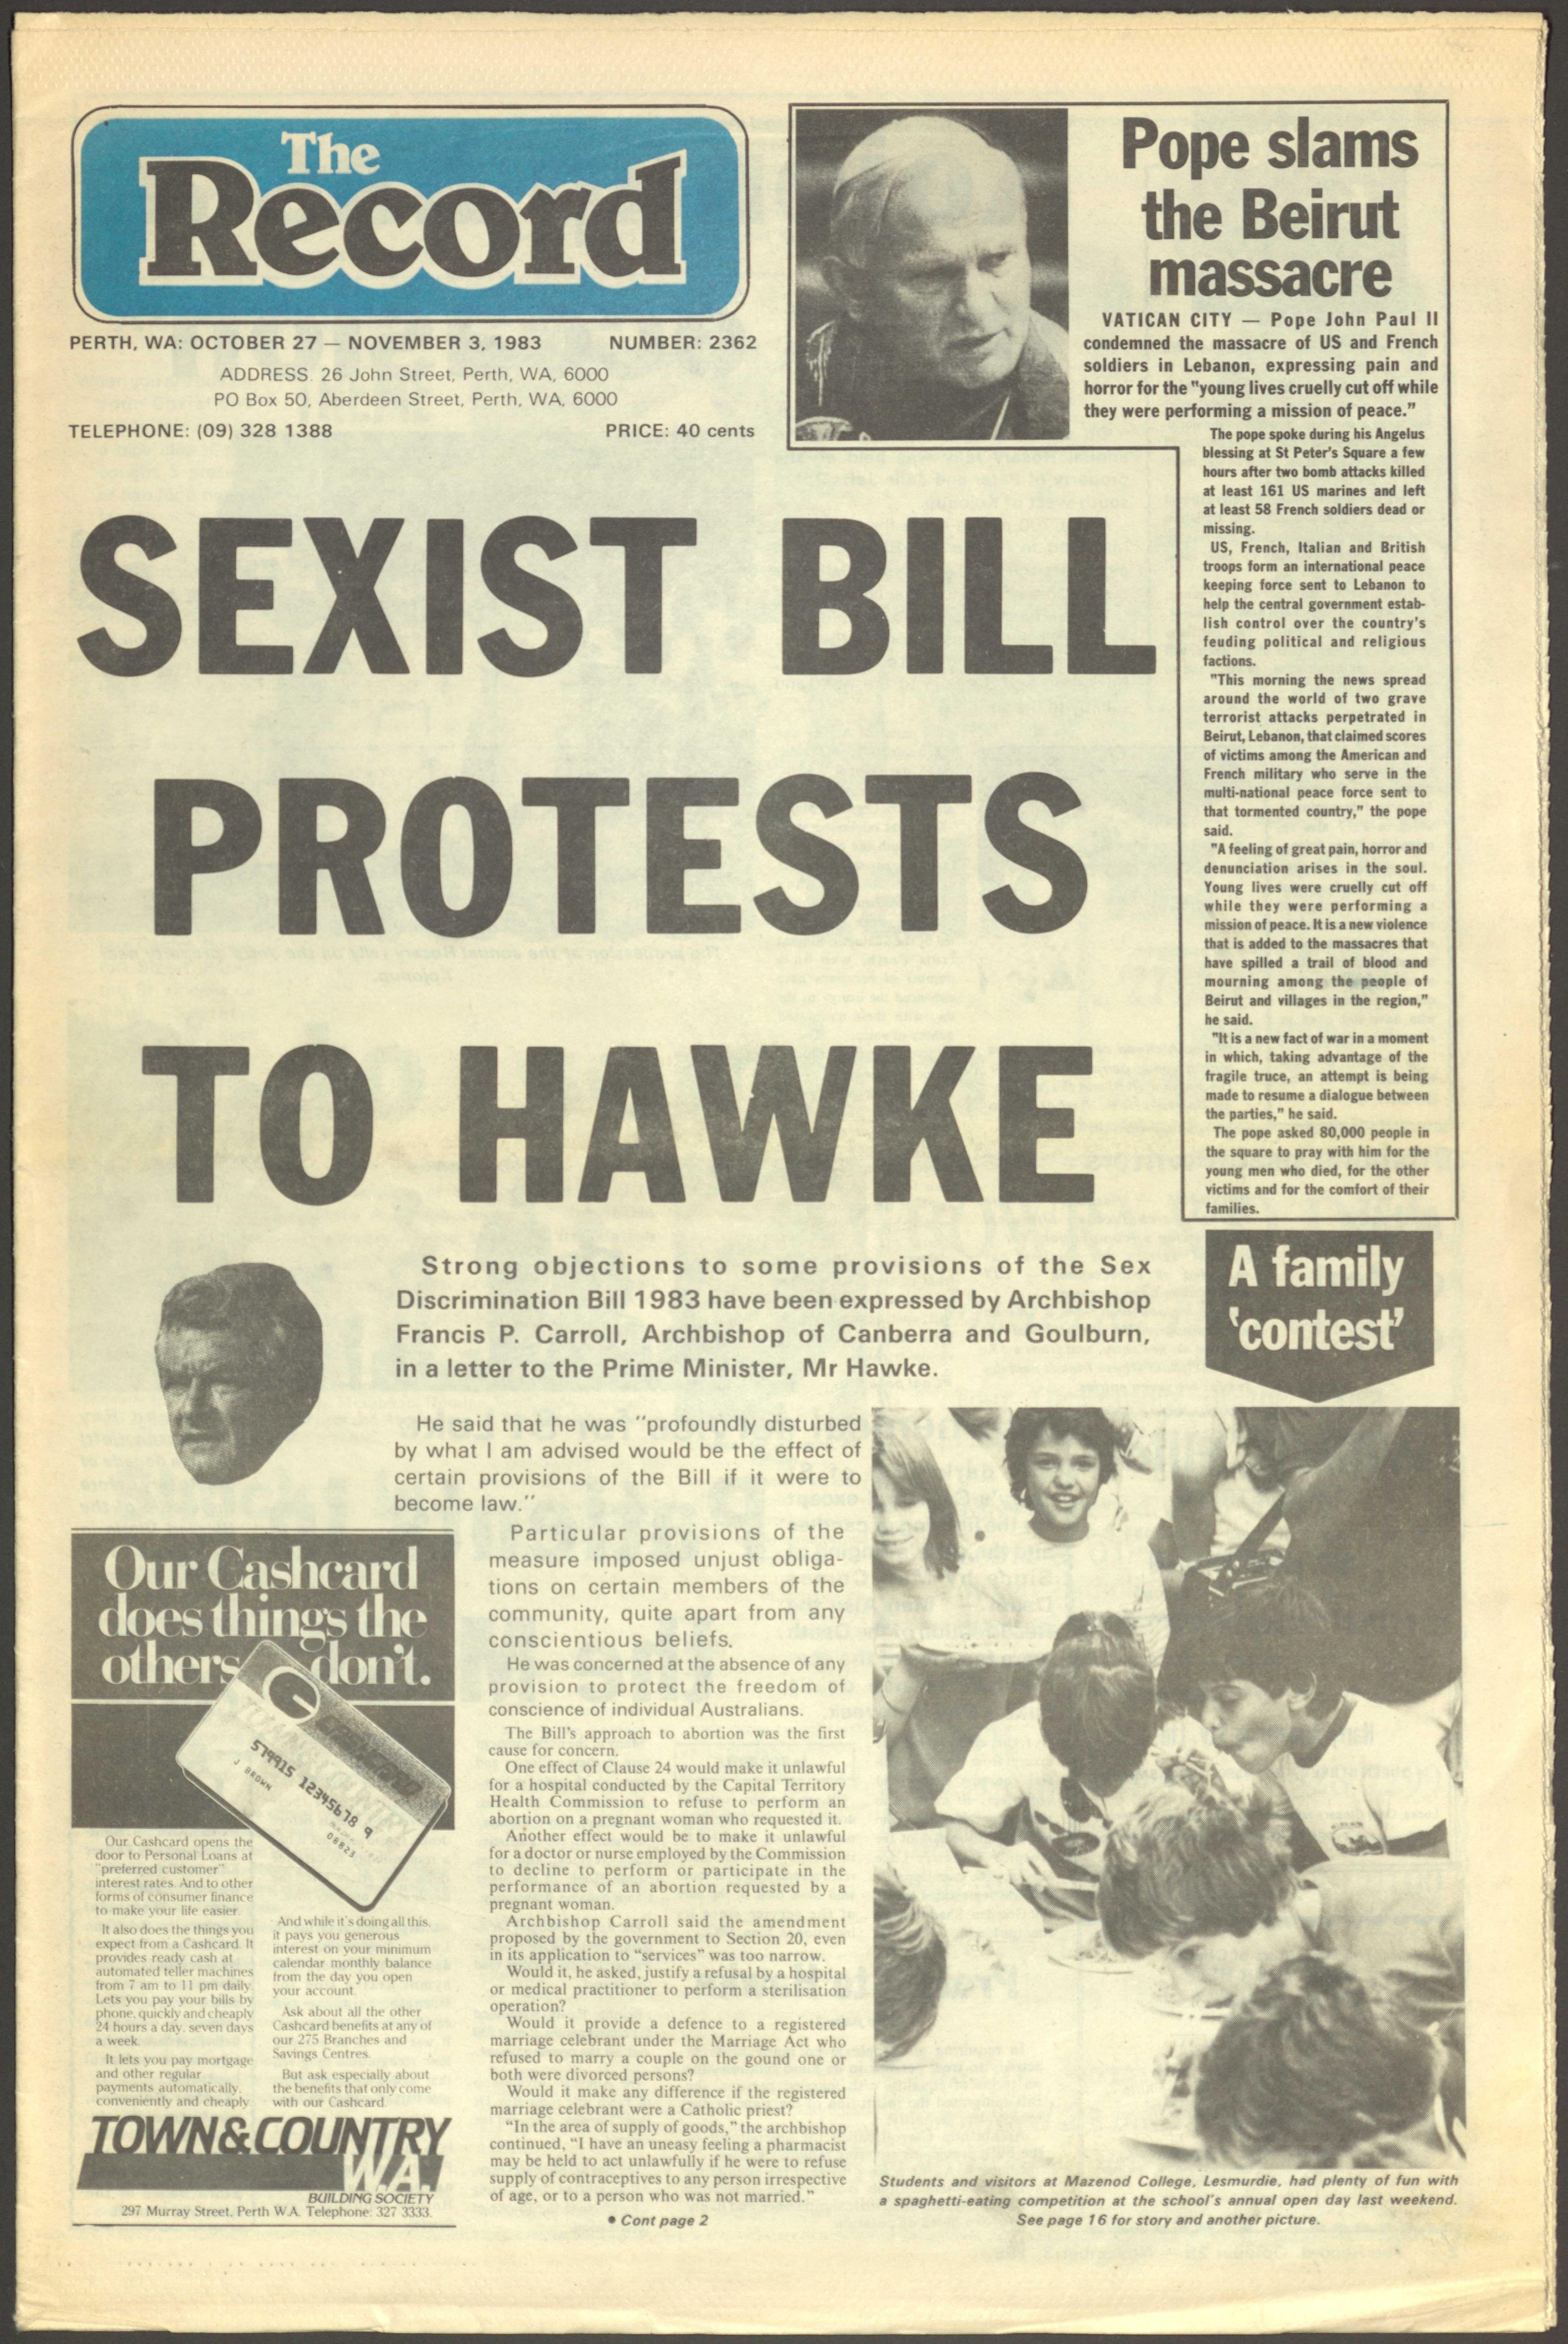 The
Record
PERTH, WA: OCTOBER 27 — NOVEMBER 3, 1983 NUMBER: 2362
ADDRESS. 26 John Street, Perth, WA, 6000
PO Box 50, Aberdeen Street, Perth, WA, 6000
TELEPHONE: (09) 328 1388 PRICE: 40 cents
Pope slams
the Beirut
massacre
VATICAN CITY — Pope John Paul II
condemned the massacre of US and French
soldiers in Lebanon, expressing pain and
horror for the "young lives cruelly cut off while
they were performing a mission of peace."
The pope spoke during his Angelus
blessing at St Peter's Square a few
hours after two bomb attacks killed
at least 161 US marines and left
at least 58 French soldiers dead or
missing.
US, French, Italian and British
troops form an international peace
keeping force sent to Lebanon to
help the central government estab-
lish control over the country's
feuding political and religious
factions.
"This morning the news spread
around the world of two grave
terrorist attacks perpetrated in
Beirut, Lebanon, that claimed scores
of victims among the American and
French military who serve in the
multi-national peace force sent to
that tormented country," the pope
said.
"A feeling of great pain, horror and
denunciation arises in the soul.
Young lives were cruelly cut off
while they were performing a
mission of peace. It is a new violence
that is added to the massacres that
have spilled a trail of blood and
mourning among the people of
Beirut and villages in the region,"
he said.
"It is a new fact of war in a moment
in which, taking advantage of the
fragile truce, an attempt is being
made to resume a dialogue between
the parties," he said.
The pope asked 80,000 people in
the square to pray with him for the
young men who died, for the other
victims and for the comfort of their
families.
SEXIST BILL
PROTESTS
TO HAWKE
Strong objections to some provisions of the Sex
Discrimination Bill 1983 have been expressed by Archbishop
Francis P. Carroll, Archbishop of Canberra and Goulburn,
in a letter to the Prime Minister, Mr Hawke.
He said that he was "profoundly disturbed
by what I am advised would be the effect of
certain provisions of the Bill if it were to
become law."
Particular provisions of the
measure imposed unjust obliga-
tions on certain members of the
community, quite apart from any
conscientious beliefs.
He was concerned at the absence of any
provision to protect the freedom of
conscience of individual Australians.
The Bill's approach to abortion was the first
cause for concern.
One effect of Clause 24 would make it unlawful
for a hospital conducted by the Capital Territory
Health Commission to refuse to perform an
abortion on a pregnant woman who requested it.
Another effect would be to make it unlawful
for a doctor or nurse employed by the Commission
to decline to perform or participate in the
performance of an abortion requested by a
pregnant woman.
Archbishop Carroll said the amendment
proposed by the government to Section 20, even
in its application to "services" was too narrow.
Would it, he asked, justify a refusal by a hospital
or medical practitioner to perform a sterilisation
operation?
Would it provide a defence to a registered
marriage celebrant under the Marriage Act who
refused to marry a couple on the gound one or
both were divorced persons?
Would it make any difference if the registered
marriage celebrant were a Catholic priest?
"In the area of supply of goods," the archbishop
continued, "I have an uneasy feeling a pharmacist
may be held to act unlawfully if he were to refuse
supply of contraceptives to any person irrespective
of age, or to a person who was not married."
• Cont page 2
A family
'contest'
Students and visitors at Mazenod College, Lesmurdie, had plenty of fun with
a spaghetti-eating competition at the school's annual open day last weekend.
See page 16 for story and another picture.
Our Cashcard
does things the
others don't.
579915 12345678 9
J BROWN
Our Cashcard opens the
door to Personal Loans at
"preferred customer"
interest rates. And to other
forms of consumer finance
to make your life easier.
It also does the things you
expect from a Cashcard. It
provides ready cash at
automated teller machines
from 7 am to 11 pm daily.
Lets you pay your bills by
phone, quickly and cheaply
24 hours a day, seven days
a week.
It lets you pay mortgage
and other regular
payments automatically,
conveniently and cheaply.
And while it's doing all this,
it pays you generous
interest on your minimum
calendar monthly balance
from the day you open
your account.
Ask about all the other
Cashcard benefits at any of
our 275 Branches and
Savings Centres.
But ask especially about
the benefits that only come
with our Cashcard.
TOWN & COUNTRY
W.A.
BUILDING SOCIETY
297 Murray Street, Perth W.A. Telephone: 327 3333.